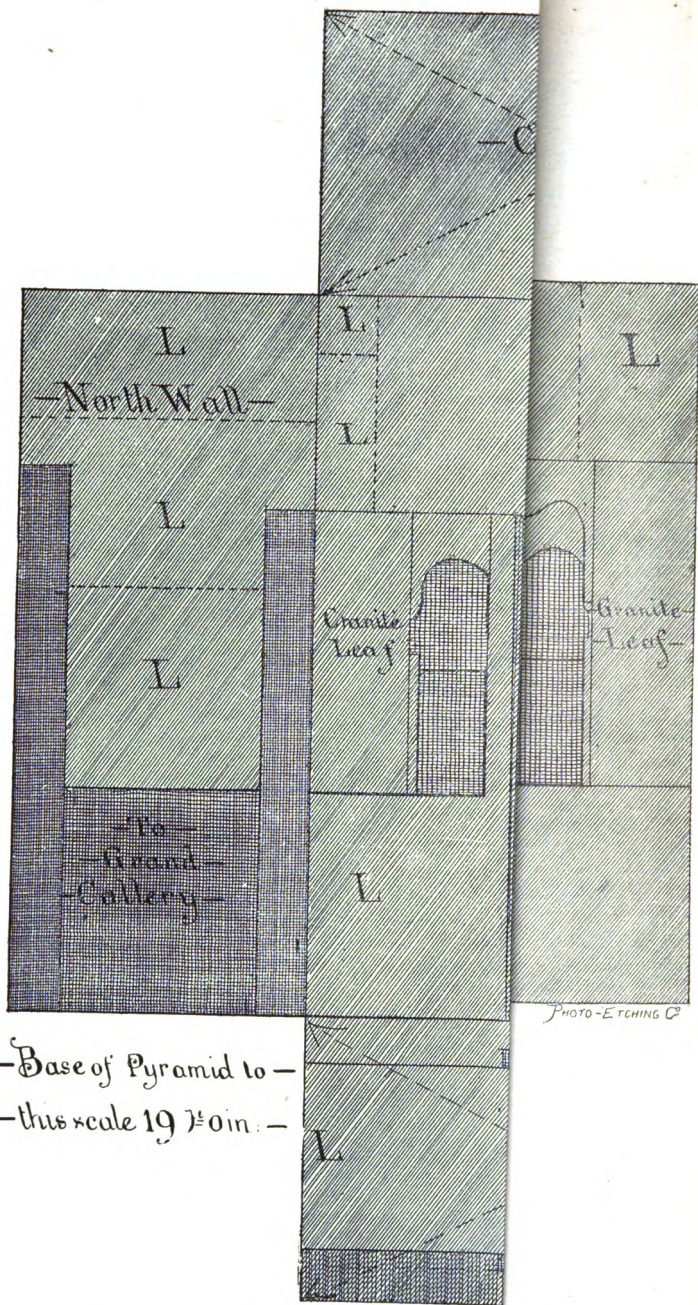 — C
L
L
L
— North Wall —
L
L
Granite
Leaf
Granite —
— Leaf —
L
— To —
— Grand —
— Gallery —
L
PHOTO-ETCHING Co
— Base of Pyramid to —
— this scale 19 ft 0 in. —
L